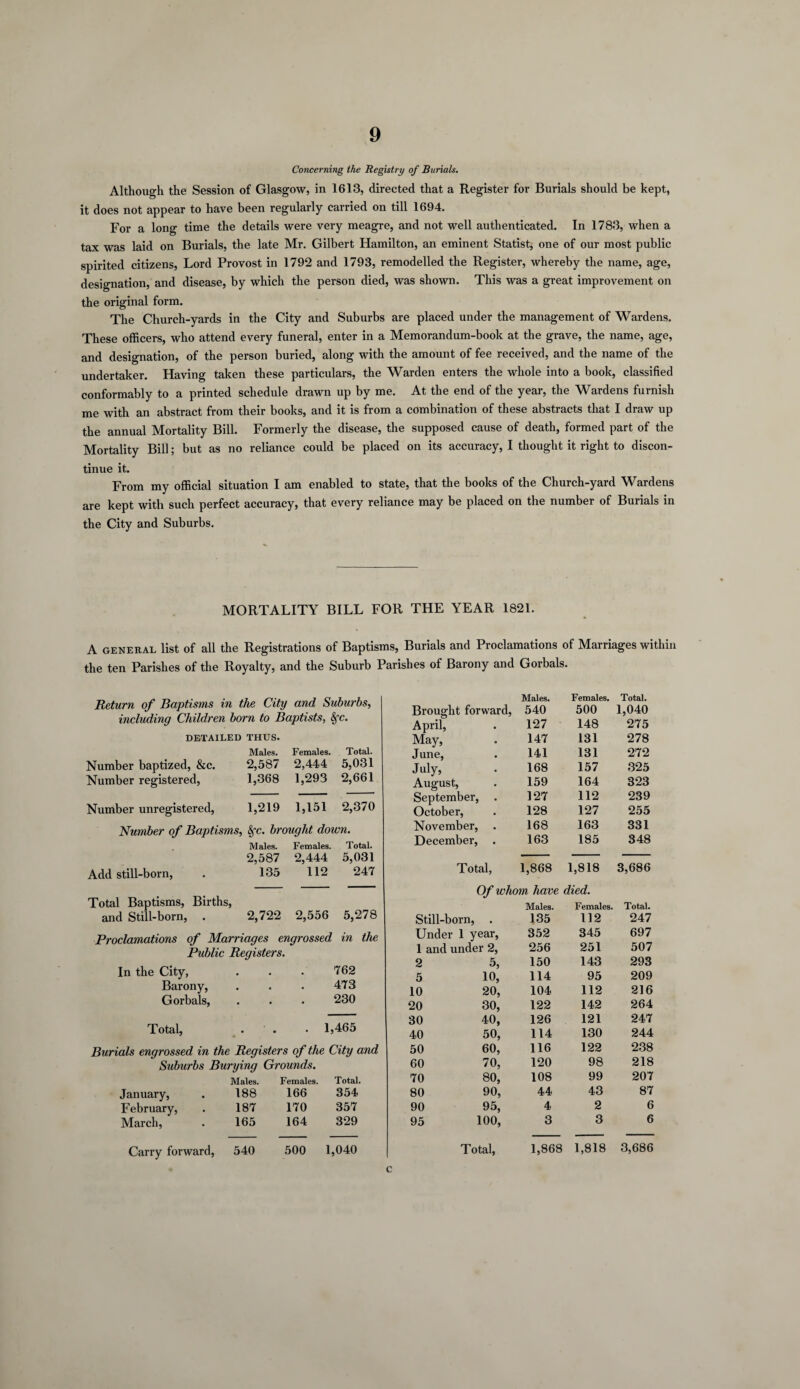 9
Concerning the Registry of Burials.
Although the Session of Glasgow, in 1613, directed that a Register for Burials should be kept,
it does not appear to have been regularly carried on till 1694.
For a long time the details were very meagre, and not well authenticated. In 1783, when a
tax was laid on Burials, the late Mr. Gilbert Hamilton, an eminent Statist, one of our most public
spirited citizens, Lord Provost in 1792 and 1793, remodelled the Register, whereby the name, age,
designation, and disease, by which the person died, was shown. This was a great improvement on
the original form.
The Church-yards in the City and Suburbs are placed under the management of Wardens.
These officers, who attend every funeral, enter in a Memorandum-book at the grave, the name, age,
and designation, of the person buried, along with the amount of fee received, and the name of the
undertaker. Having taken these particulars, the Warden enters the whole into a book, classified
conformably to a printed schedule drawn up by me. At the end of the year, the Wardens furnish
me with an abstract from their books, and it is from a combination of these abstracts that I draw up
the annual Mortality Bill. Formerly the disease, the supposed cause of death, formed part of the
Mortality Bill; but as no reliance could be placed on its accuracy, I thought it right to discon-
tinue it.
From my official situation I am enabled to state, that the books of the Church-yard Wardens
are kept with such perfect accuracy, that every reliance may be placed on the number of Burials in
the City and Suburbs.
MORTALITY BILL FOR THE YEAR 1821.
A GENERAL list of all the Registrations of Baptisms, Burials and Proclamations of Marriages within
the ten Parishes of the Royalty, and the Suburb Parishes of Barony and Gorbals.
Return of Baptisms in the City and Suburbs,
including Children born to Baptists, &c.
DETAILED THUS.
Males. Females. Total.
Number baptized, &c. 2,587 2,444 5,031
Number registered, 1,368 1,293 2,661
Number unregistered, 1,219 1,151 2,370
Number of Baptisms, &c. brought down.
Males. Females. Total.
2,587 2,444 5,031
Add still-born, . 135 112 247
Total Baptisms, Births,
and Still-born, . 2,722 2,556 5,278
Proclamations of Marriages engrossed in the
Public Registers.
In the City, . . . 762
Barony, . . . 473
Gorbals, . . . 230
Total, . . . 1,465
Burials engrossed in the Registers of the City and
Suburbs Burying Grounds.
Males. Females. Total.
January, . 188 166 354
February, . 187 170 357
March, . 165 164 329
Carry forward, 540 500 1,040
Males. Females. Total.
Brought forward, 540 500 1,040
April, . 127 148 275
May, . 147 131 278
June, . 141 131 272
July, . 168 157 325
August, . 159 164 323
September, . 127 112 239
October, . 128 127 255
November, . 168 163 331
December, . 163 185 348
Total, 1,868 1,818 3,686
Of whom have died.
Males. Females. Total.
Still-born, . 135 112 247
Under 1 year, 352 345 697
1 and under 2, 256 251 507
2 5, 150 143 293
5 10, 114 95 209
10 20, 104 112 216
20 30, 122 142 264
30 40, 126 121 247
40 50, 114 130 244
50 60, 116 122 238
60 70, 120 98 218
70 80, 108 99 207
80 90, 44 43 87
90 95, 4 2 6
95 100, 3 3 6
Total, 1,868 1,818 3,686
C